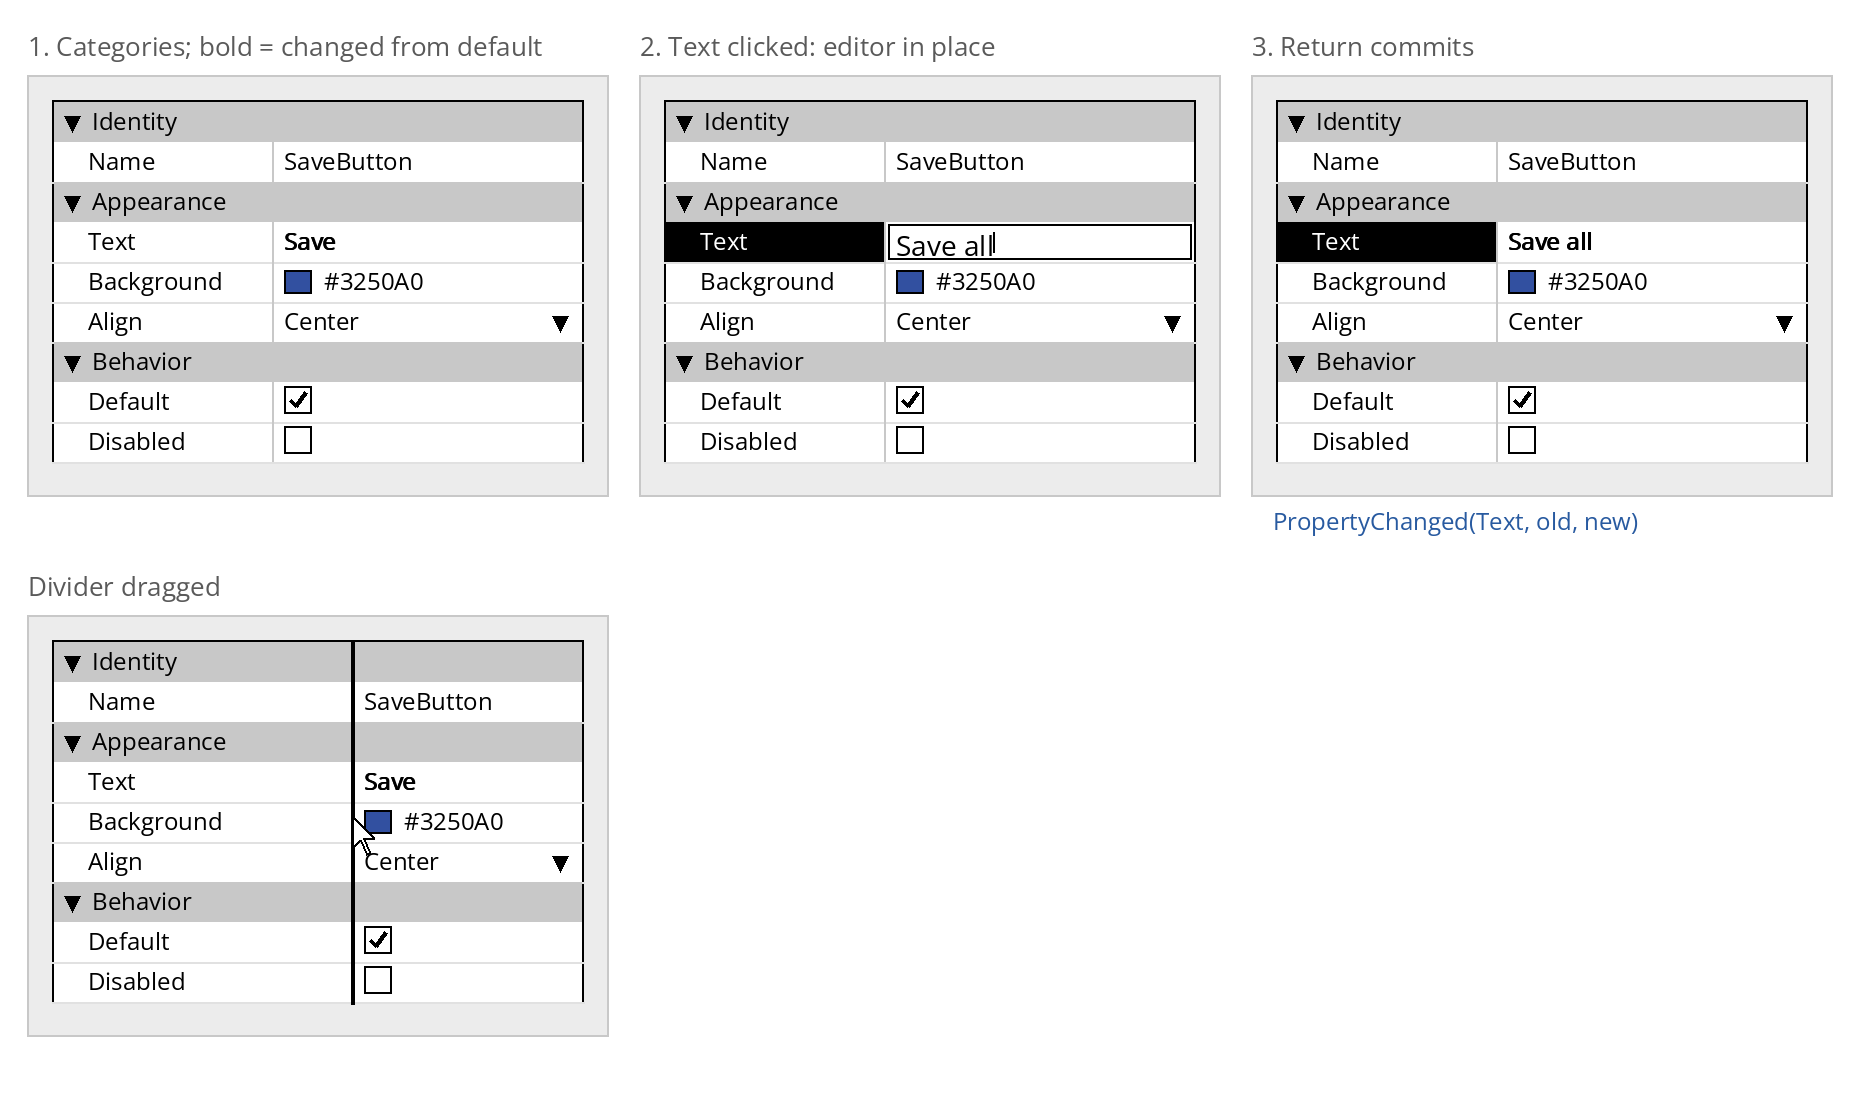 1. Categories; bold = changed from default
Identity
Name SaveButton
Appearance
Text Save
Background #3250A0
Align Center
Behavior
Default
Disabled
2. Text clicked: editor in place
Identity
Name SaveButton
Appearance
Text Save all
Background #3250A0
Align Center
Behavior
Default
Disabled
3. Return commits
Identity
Name SaveButton
Appearance
Text Save all
Background #3250A0
Align Center
Behavior
Default
Disabled
PropertyChanged(Text, old, new)
Divider dragged
Identity
Name SaveButton
Appearance
Text Save
Background #3250A0
Align Center
Behavior
Default
Disabled